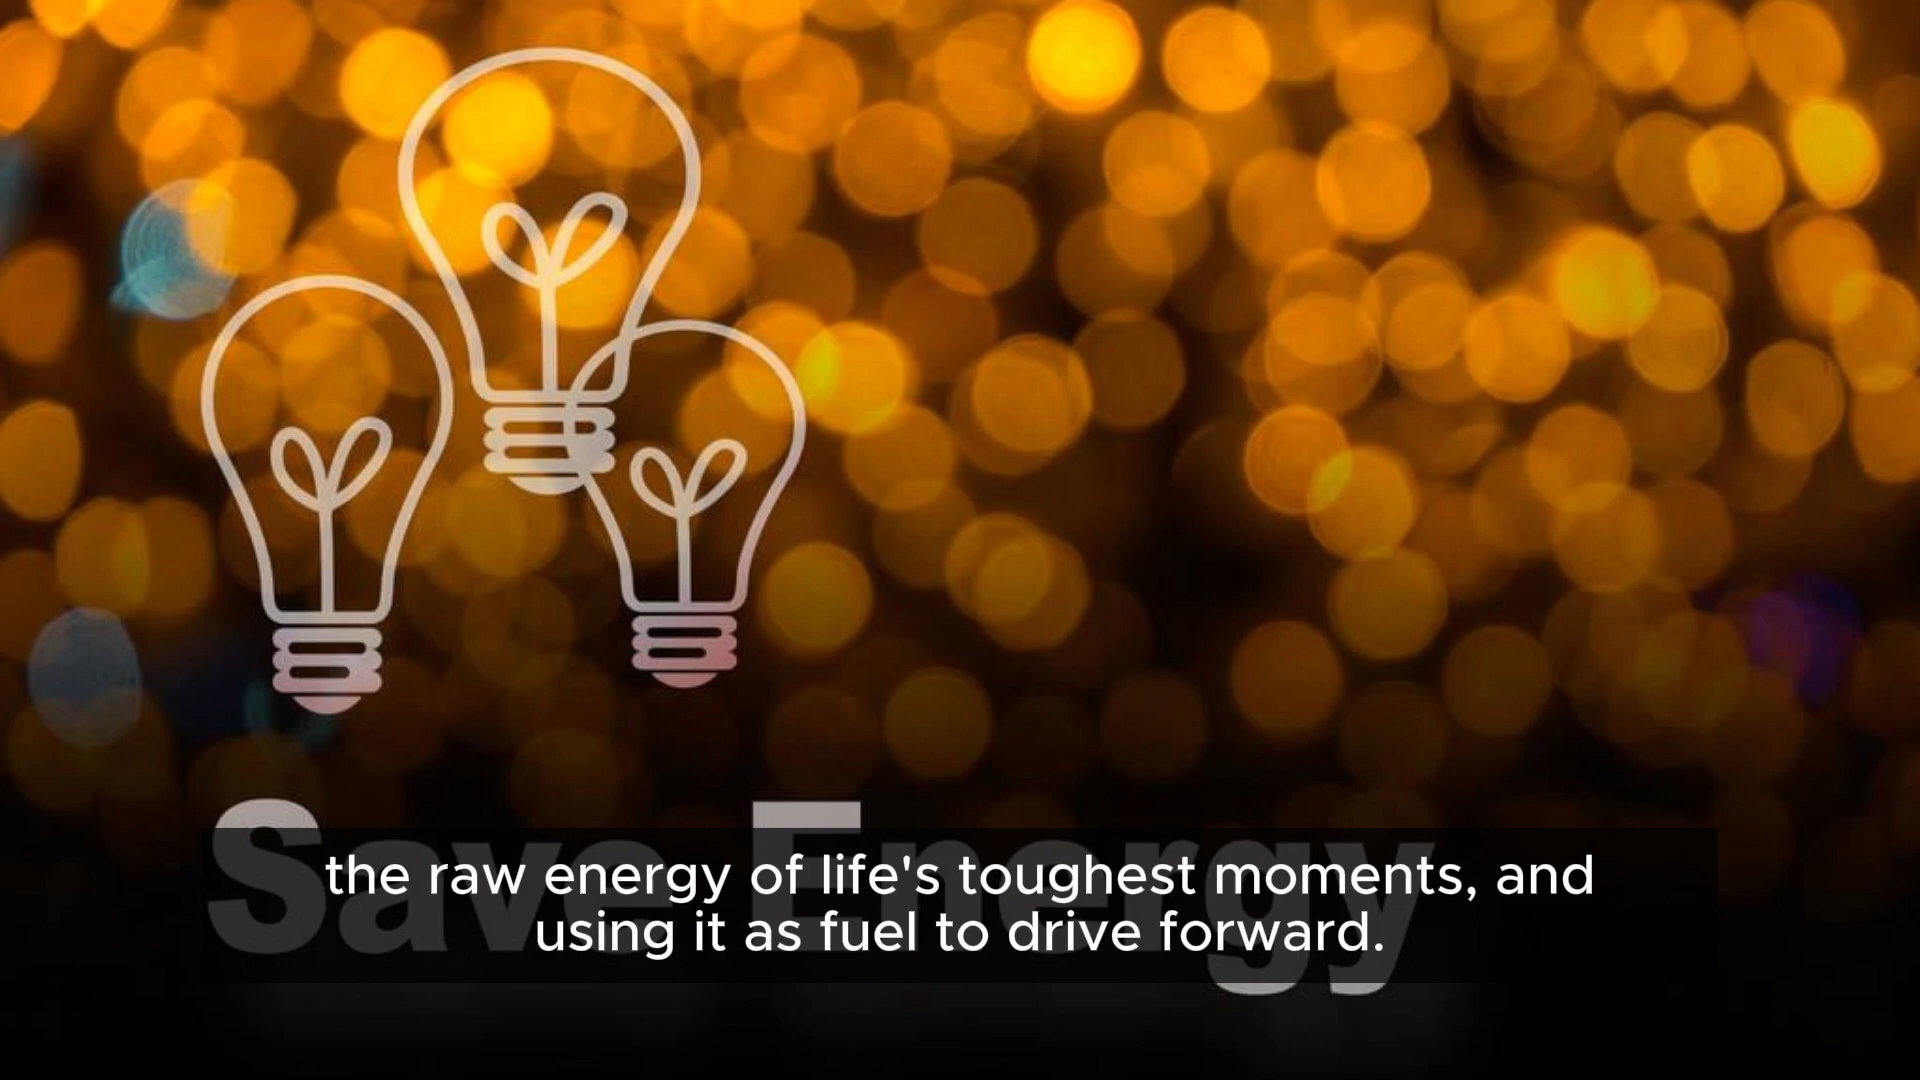 Save Energy
the raw energy of life's toughest moments, and
using it as fuel to drive forward.